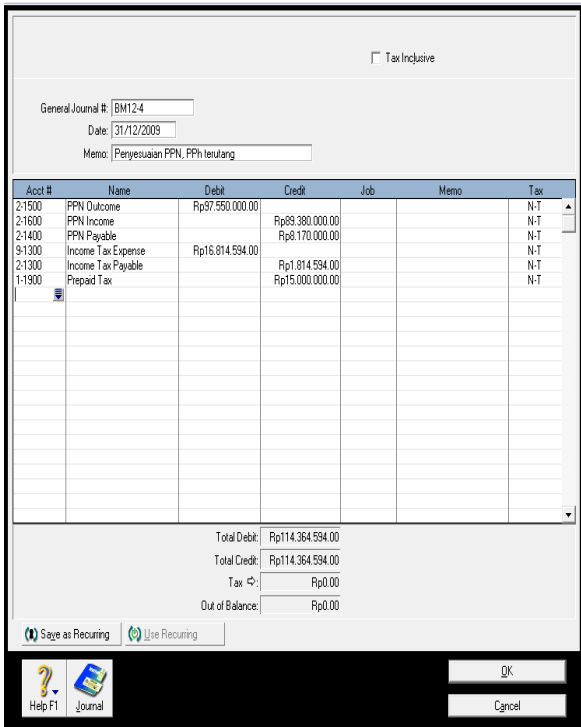 Tax Inclusive
General Journal #: BM12-4
Date: 31/12/2009
Memo: Penyesuaian PPN, PPh terutang
Acct # Name Debit Credit Job Memo Tax
2-1500 PPN Outcome Rp97.550.000.00 N-T
2-1600 PPN Income Rp89.380.000.00 N-T
2-1400 PPN Payable Rp8.170.000.00 N-T
9-1300 Income Tax Expense Rp16.814.594.00 N-T
2-1300 Income Tax Payable Rp1.814.594.00 N-T
1-1900 Prepaid Tax Rp15.000.000.00 N-T
Total Debit: Rp114.364.594.00
Total Credit: Rp114.364.594.00
Tax ⇨: Rp0.00
Out of Balance: Rp0.00
Save as Recurring Use Recurring
OK
Help F1 Journal
Cancel